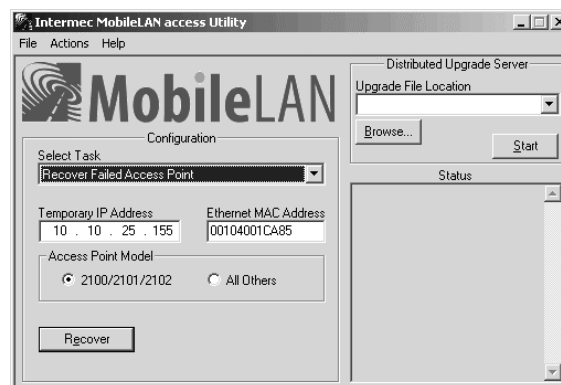 Intermec MobileLAN access Utility
File Actions Help
MobileLAN
Configuration
Select Task
Recover Failed Access Point
Temporary IP Address Ethernet MAC Address
10 . 10 . 25 . 155 00104001CA85
Access Point Model
2100/2101/2102 All Others
Recover
Distributed Upgrade Server
Upgrade File Location
Browse...
Start
Status